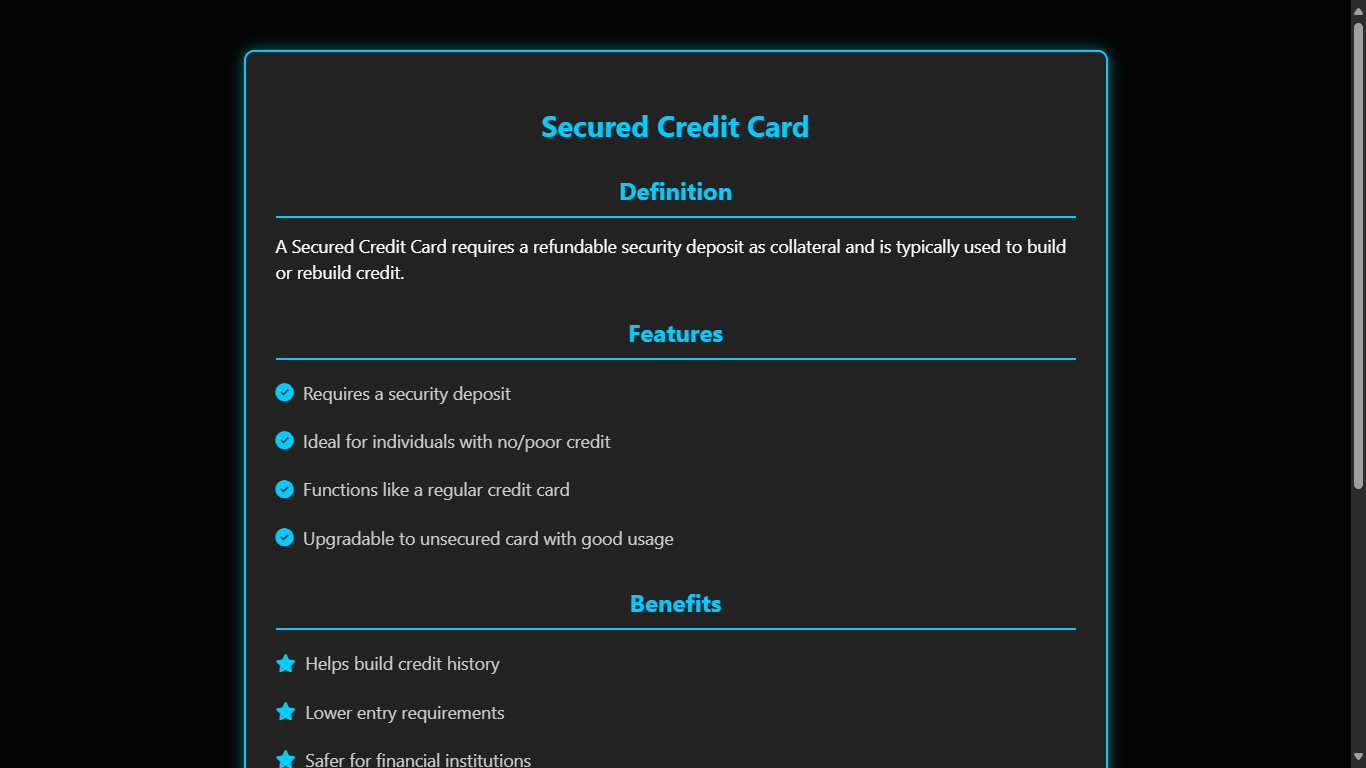 Secured Credit Card
Definition
A Secured Credit Card requires a refundable security deposit as collateral and is typically used to build
or rebuild credit.
Features
Requires a security deposit
Ideal for individuals with no/poor credit
Functions like a regular credit card
Upgradable to unsecured card with good usage
Benefits
Helps build credit history
Lower entry requirements
Safer for financial institutions